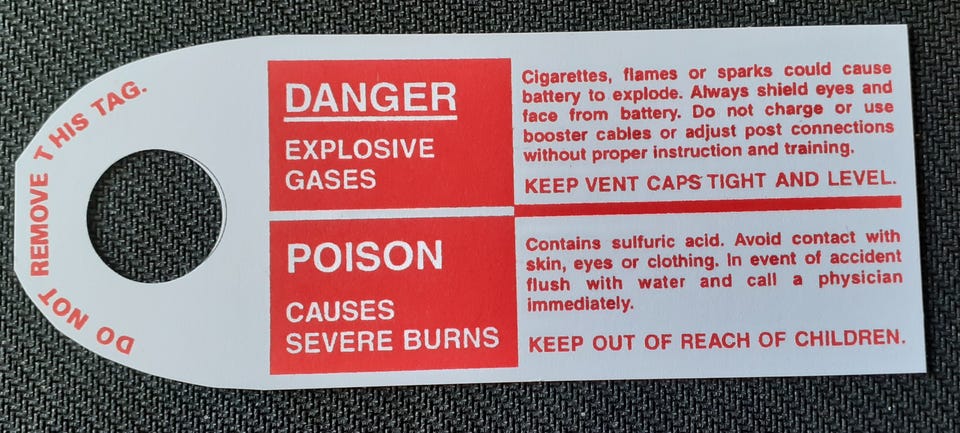 DO NOT REMOVE THIS TAG.
DANGER
EXPLOSIVE
GASES
Cigarettes, flames or sparks could cause
battery to explode. Always shield eyes and
face from battery. Do not charge or use
booster cables or adjust post connections
without proper instruction and training.
KEEP VENT CAPS TIGHT AND LEVEL.
POISON
CAUSES
SEVERE BURNS
Contains sulfuric acid. Avoid contact with
skin, eyes or clothing. In event of accident
flush with water and call a physician
immediately.
KEEP OUT OF REACH OF CHILDREN.